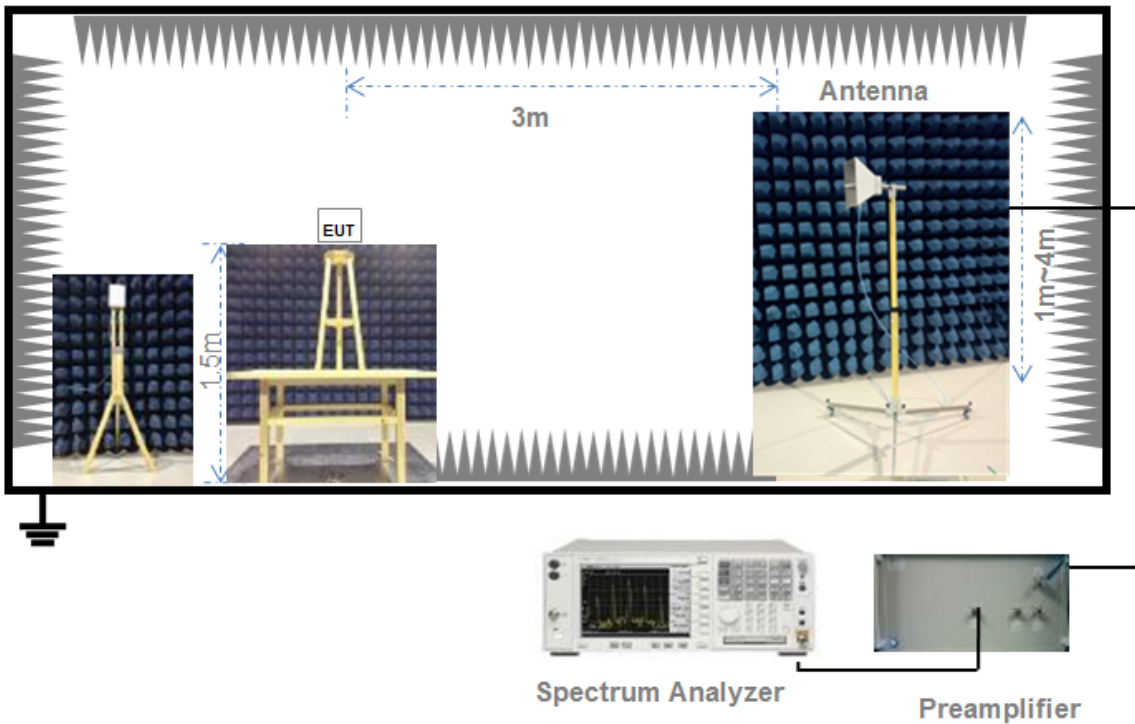 Antenna
3m
EUT
1.5m
1m~4m
Spectrum Analyzer
Preamplifier